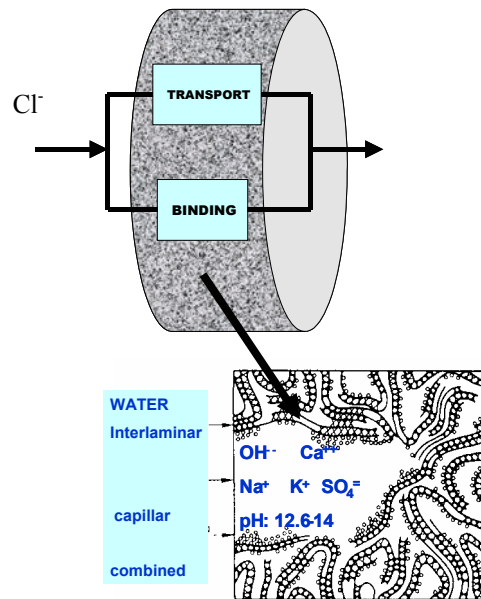 Cl⁻
TRANSPORT
BINDING
WATER
Interlaminar
capillar
combined
OH⁻ Ca⁺⁺
Na⁺ K⁺ SO₄⁼
pH: 12.6-14